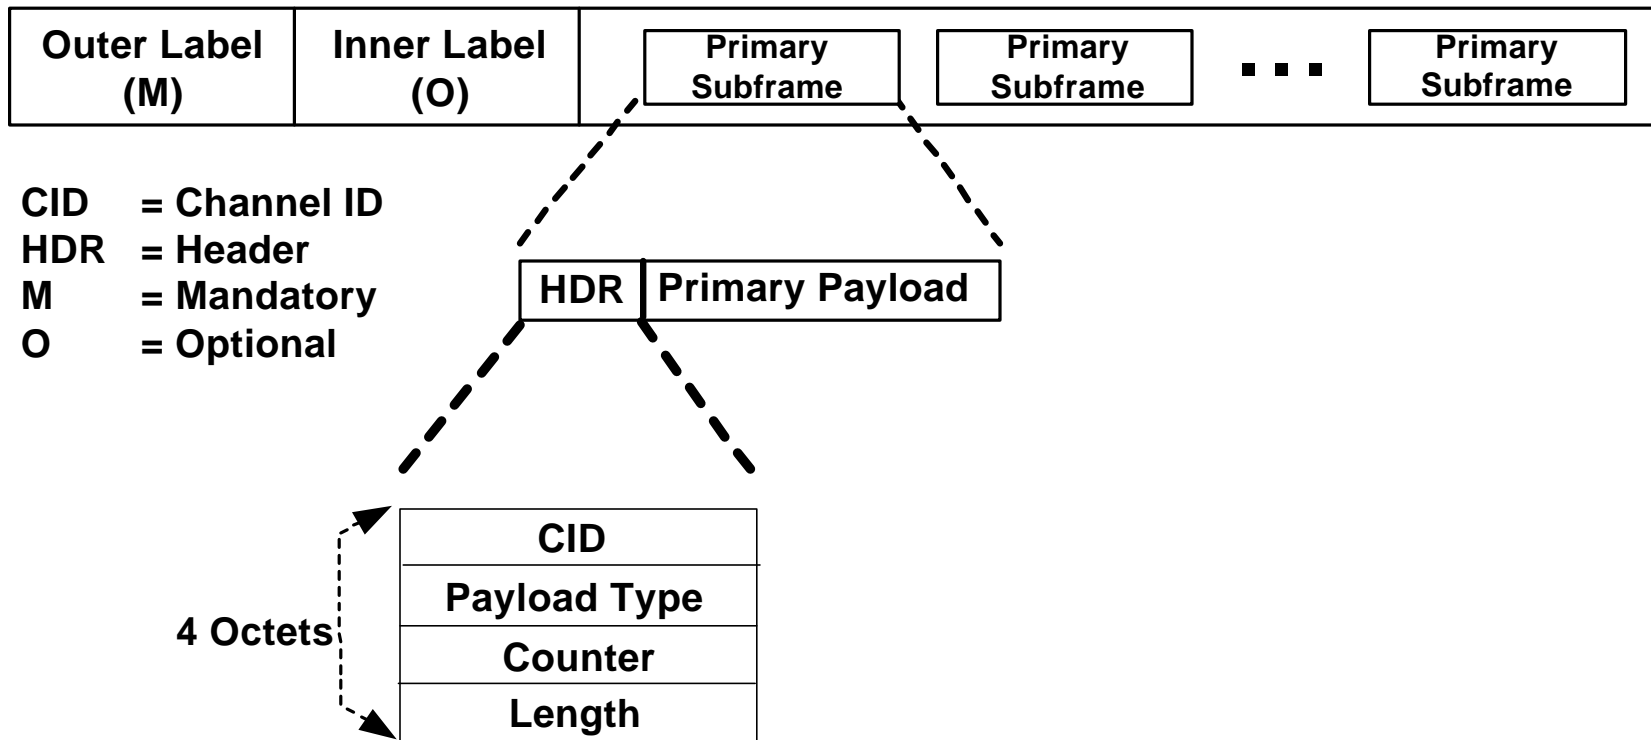 Outer Label
(M)
Inner Label
(O)
Primary
Subframe
Primary
Subframe
Primary
Subframe
CID = Channel ID
HDR = Header
M = Mandatory
O = Optional
HDR
Primary Payload
4 Octets
CID
Payload Type
Counter
Length